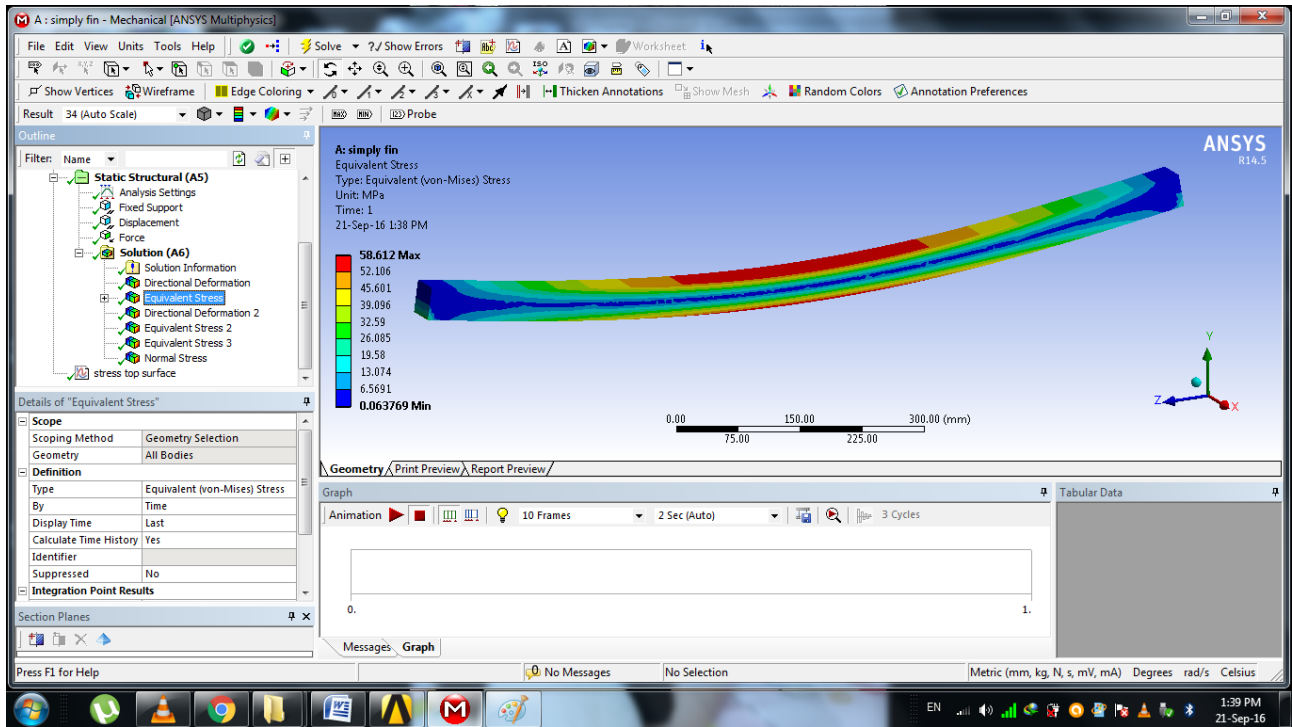 A : simply fin - Mechanical [ANSYS Multiphysics]
File Edit View Units Tools Help Solve ?/ Show Errors Worksheet
Show Vertices Wireframe Edge Coloring Thicken Annotations Show Mesh Random Colors Annotation Preferences
Result 34 (Auto Scale) MAX MIN Probe
Outline
Filter: Name
Static Structural (A5)
Analysis Settings
Fixed Support
Displacement
Force
Solution (A6)
Solution Information
Directional Deformation
Equivalent Stress
Directional Deformation 2
Equivalent Stress 2
Equivalent Stress 3
Normal Stress
stress top surface
Details of "Equivalent Stress"
Scope
Scoping Method Geometry Selection
Geometry All Bodies
Definition
Type Equivalent (von-Mises) Stress
By Time
Display Time Last
Calculate Time History Yes
Identifier
Suppressed No
Integration Point Results
Section Planes
A: simply fin
Equivalent Stress
Type: Equivalent (von-Mises) Stress
Unit: MPa
Time: 1
21-Sep-16 1:38 PM
58.612 Max
52.106
45.601
39.096
32.59
26.085
19.58
13.074
6.5691
0.063769 Min
ANSYS
R14.5
Y
Z
X
0.00 150.00 300.00 (mm)
75.00 225.00
Geometry Print Preview Report Preview
Graph
Animation 10 Frames 2 Sec (Auto) 3 Cycles
0. 1.
Messages Graph
Tabular Data
Press F1 for Help 0 No Messages No Selection Metric (mm, kg, N, s, mV, mA) Degrees rad/s Celsius
EN 1:39 PM
21-Sep-16